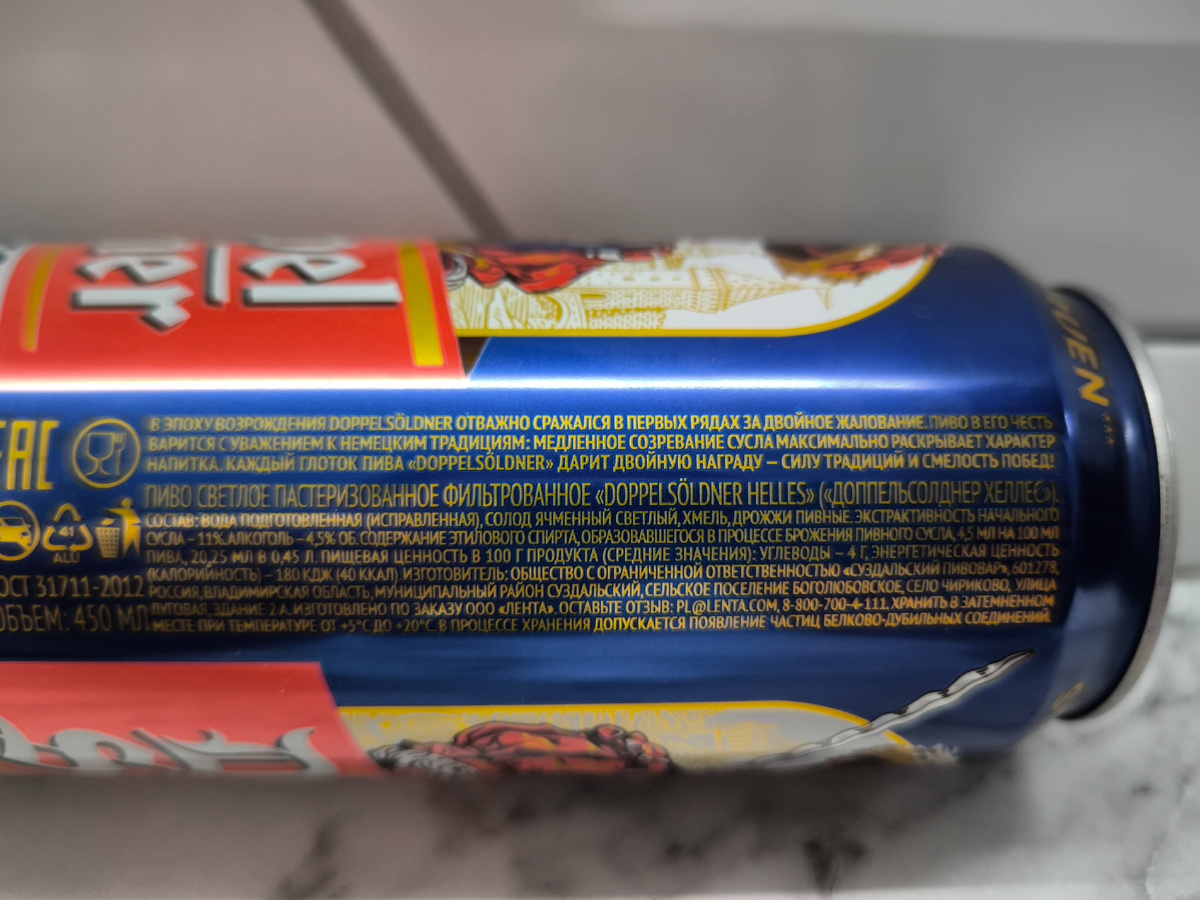 el
er
EAC
В ЭПОХУ ВОЗРОЖДЕНИЯ DOPPELSÖLDNER ОТВАЖНО СРАЖАЛСЯ В ПЕРВЫХ РЯДАХ ЗА ДВОЙНОЕ ЖАЛОВАНИЕ. ПИВО В ЕГО ЧЕСТЬ
ВАРИТСЯ С УВАЖЕНИЕМ К НЕМЕЦКИМ ТРАДИЦИЯМ: МЕДЛЕННОЕ СОЗРЕВАНИЕ СУСЛА МАКСИМАЛЬНО РАСКРЫВАЕТ ХАРАКТЕР
НАПИТКА. КАЖДЫЙ ГЛОТОК ПИВА «DOPPELSÖLDNER» ДАРИТ ДВОЙНУЮ НАГРАДУ – СИЛУ ТРАДИЦИЙ И СМЕЛОСТЬ ПОБЕД!
ПИВО СВЕТЛОЕ ПАСТЕРИЗОВАННОЕ ФИЛЬТРОВАННОЕ «DOPPELSÖLDNER HELLES» («ДОППЕЛЬСОЛДНЕР ХЕЛЛЕС»).
СОСТАВ: ВОДА ПОДГОТОВЛЕННАЯ (ИСПРАВЛЕННАЯ), СОЛОД ЯЧМЕННЫЙ СВЕТЛЫЙ, ХМЕЛЬ, ДРОЖЖИ ПИВНЫЕ. ЭКСТРАКТИВНОСТЬ НАЧАЛЬНОГО
СУСЛА – 11%. АЛКОГОЛЬ – 4,5% ОБ. СОДЕРЖАНИЕ ЭТИЛОВОГО СПИРТА, ОБРАЗОВАВШЕГОСЯ В ПРОЦЕССЕ БРОЖЕНИЯ ПИВНОГО СУСЛА, 4,5 МЛ НА 100 МЛ
ПИВА, 20,25 МЛ В 0,45 Л. ПИЩЕВАЯ ЦЕННОСТЬ В 100 Г ПРОДУКТА (СРЕДНИЕ ЗНАЧЕНИЯ): УГЛЕВОДЫ – 4 Г, ЭНЕРГЕТИЧЕСКАЯ ЦЕННОСТЬ
(КАЛОРИЙНОСТЬ) – 180 КДЖ (40 ККАЛ). ИЗГОТОВИТЕЛЬ: ОБЩЕСТВО С ОГРАНИЧЕННОЙ ОТВЕТСТВЕННОСТЬЮ «СУЗДАЛЬСКИЙ ПИВОВАР», 601278,
РОССИЯ, ВЛАДИМИРСКАЯ ОБЛАСТЬ, МУНИЦИПАЛЬНЫЙ РАЙОН СУЗДАЛЬСКИЙ, СЕЛЬСКОЕ ПОСЕЛЕНИЕ БОГОЛЮБОВСКОЕ, СЕЛО ЧИРИКОВО, УЛИЦА
ЛУГОВАЯ, ЗДАНИЕ 2 А. ИЗГОТОВЛЕНО ПО ЗАКАЗУ ООО «ЛЕНТА». ОСТАВЬТЕ ОТЗЫВ: PL@LENTA.COM, 8-800-700-4-111. ХРАНИТЬ В ЗАТЕМНЕННОМ
МЕСТЕ ПРИ ТЕМПЕРАТУРЕ ОТ +5°С ДО +20°С. В ПРОЦЕССЕ ХРАНЕНИЯ ДОПУСКАЕТСЯ ПОЯВЛЕНИЕ ЧАСТИЦ БЕЛКОВО-ДУБИЛЬНЫХ СОЕДИНЕНИЙ.
41
ALU
ОСТ 31711-2012
ОБЪЕМ: 450 МЛ